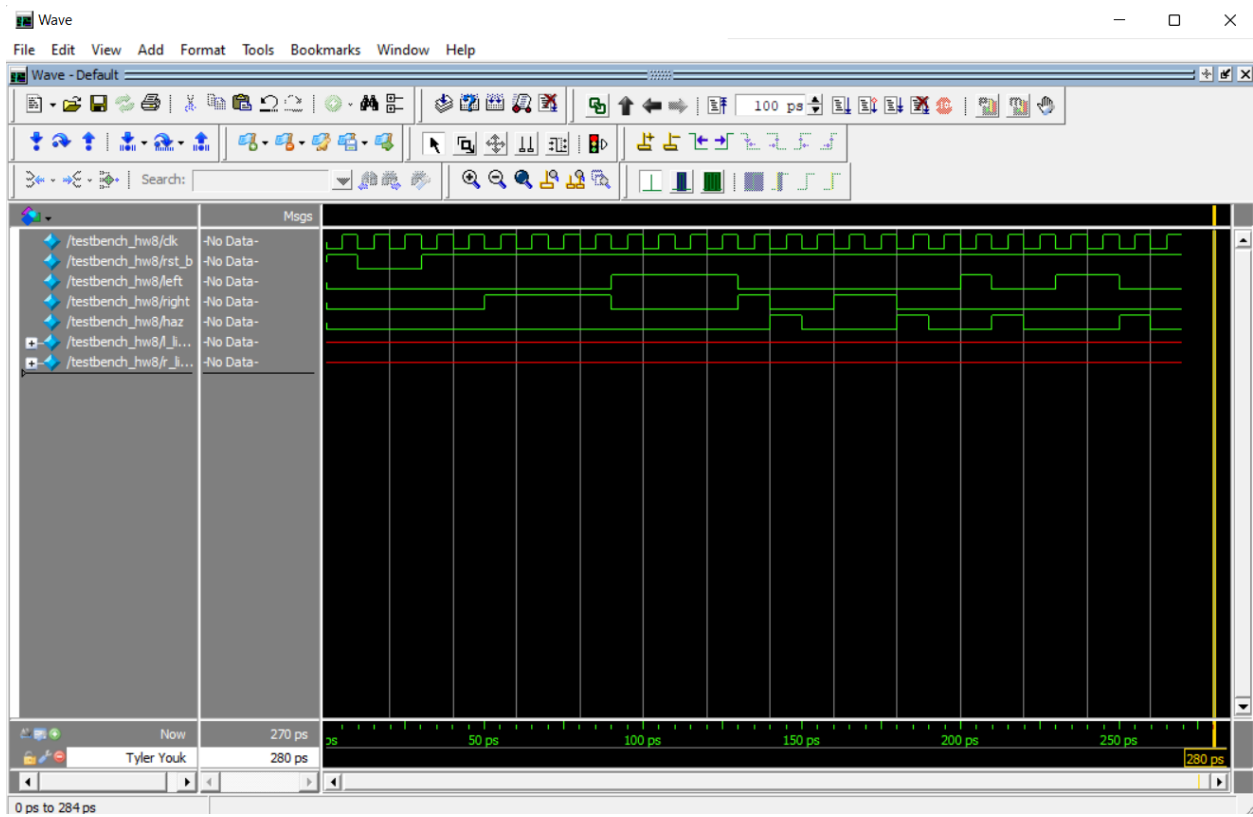 Wave
File Edit View Add Format Tools Bookmarks Window Help
Wave - Default
100 ps
Search:
Msgs
/testbench_hw8/clk -No Data-
/testbench_hw8/rst_b -No Data-
/testbench_hw8/left -No Data-
/testbench_hw8/right -No Data-
/testbench_hw8/haz -No Data-
/testbench_hw8/l_li... -No Data-
/testbench_hw8/r_li... -No Data-
Now 270 ps
ps 50 ps 100 ps 150 ps 200 ps 250 ps
Tyler Youk 280 ps 280 ps
0 ps to 284 ps